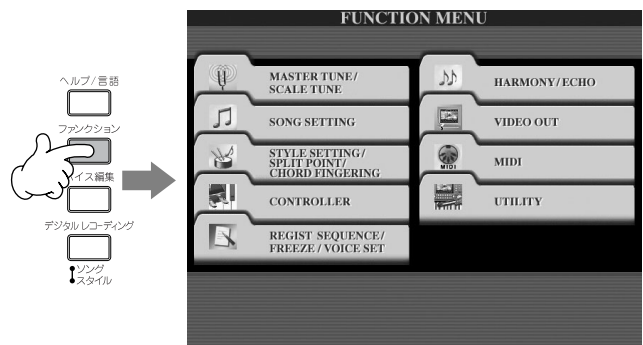 ヘルプ/言語
ファンクション
イス編集
デジタルレコーディング
ソング
スタイル
FUNCTION MENU
MASTER TUNE/
SCALE TUNE
SONG SETTING
STYLE SETTING/
SPLIT POINT/
CHORD FINGERING
CONTROLLER
REGIST SEQUENCE/
FREEZE/VOICE SET
HARMONY/ECHO
VIDEO OUT
MIDI
MIDI
UTILITY